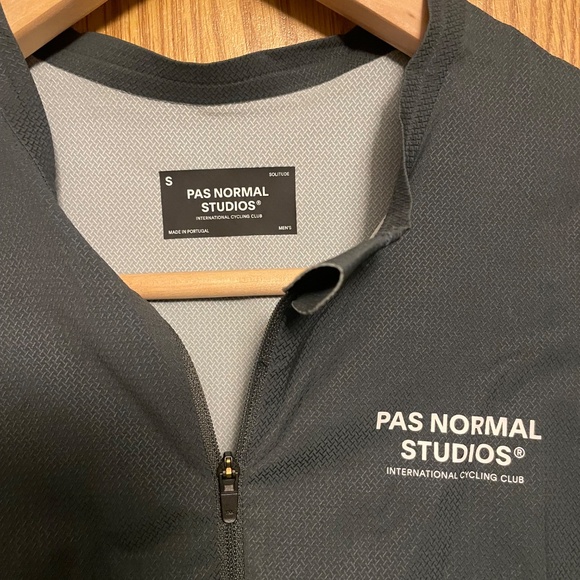 S
SOLITUDE
PAS NORMAL
STUDIOS®
INTERNATIONAL CYCLING CLUB
MADE IN PORTUGAL
MEN'S
PAS NORMAL
STUDIOS®
INTERNATIONAL CYCLING CLUB